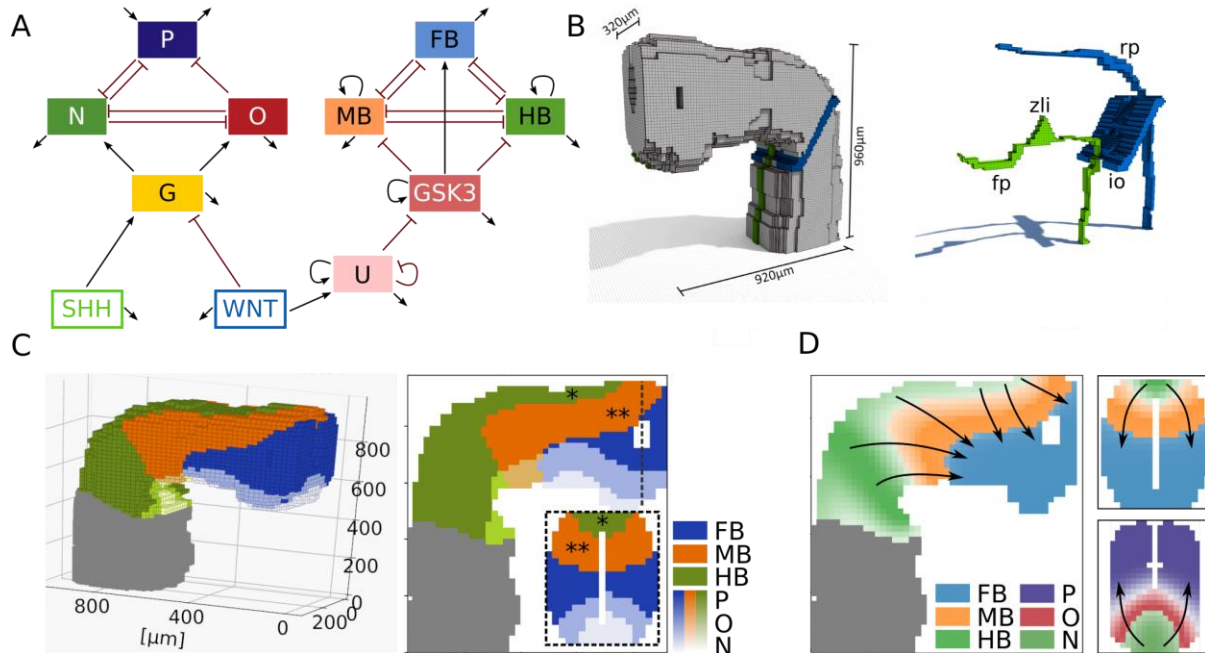 A
P
FB
N
O
MB
HB
G
GSK3
U
SHH
WNT
B
320µm
960µm
920µm
rp
zli
fp
io
C
800
600
400
200
0
800
400
0
200
0
[µm]
*
**
*
**
FB
MB
HB
P
O
N
D
FB
MB
HB
P
O
N